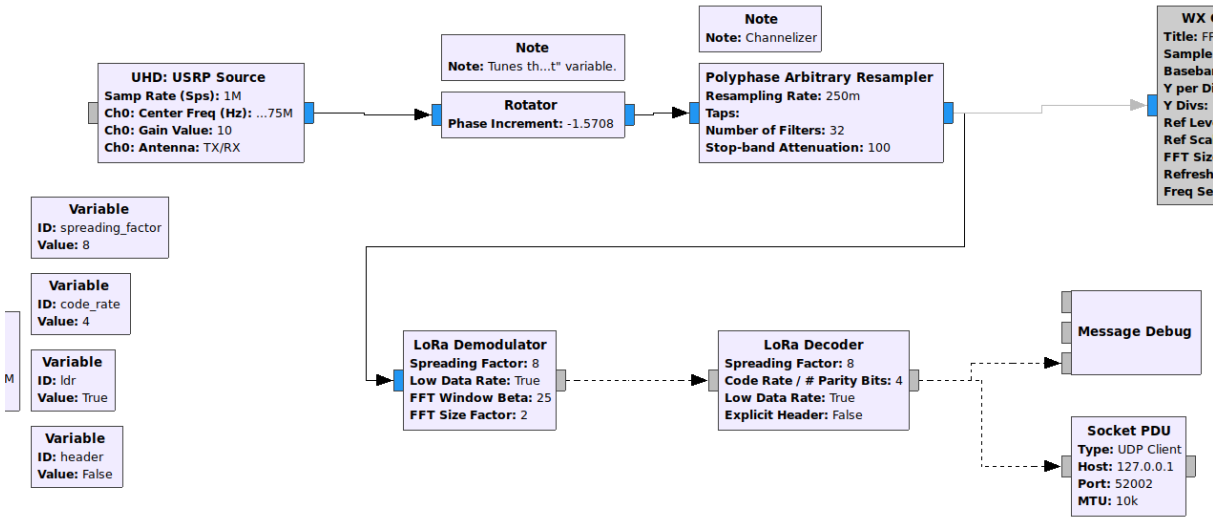 Note
Note: Tunes th...t" variable.
Note
Note: Channelizer
UHD: USRP Source
Samp Rate (Sps): 1M
Ch0: Center Freq (Hz): ...75M
Ch0: Gain Value: 10
Ch0: Antenna: TX/RX
Rotator
Phase Increment: -1.5708
Polyphase Arbitrary Resampler
Resampling Rate: 250m
Taps:
Number of Filters: 32
Stop-band Attenuation: 100
WX
Title:
Sample
Y per
Y Divs:
Ref
Ref
FFT
Refresh
Freq
Variable
ID: spreading_factor
Value: 8
Variable
ID: code_rate
Value: 4
Variable
ID: ldr
Value: True
Variable
ID: header
Value: False
M
LoRa Demodulator
Spreading Factor: 8
Low Data Rate: True
FFT Window Beta: 25
FFT Size Factor: 2
LoRa Decoder
Spreading Factor: 8
Code Rate / # Parity Bits: 4
Low Data Rate: True
Explicit Header: False
Message Debug
Socket PDU
Type: UDP Client
Host: 127.0.0.1
Port: 52002
MTU: 10k